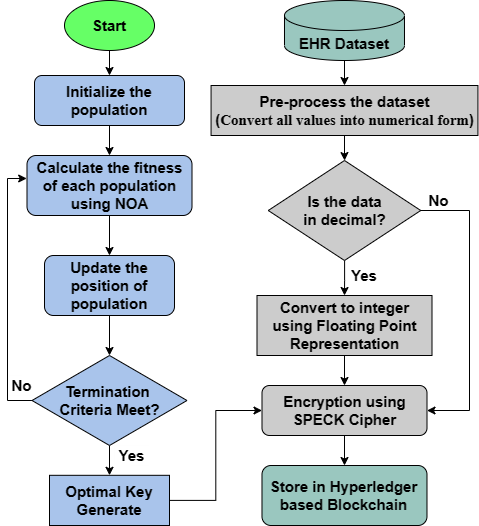 Start
Initialize the
population
Calculate the fitness
of each population
using NOA
Update the
position of
population
No
Termination
Criteria Meet?
Yes
Optimal Key
Generate
EHR Dataset
Pre-process the dataset
(Convert all values into numerical form)
Is the data
in decimal?
No
Yes
Convert to integer
using Floating Point
Representation
Encryption using
SPECK Cipher
Store in Hyperledger
based Blockchain